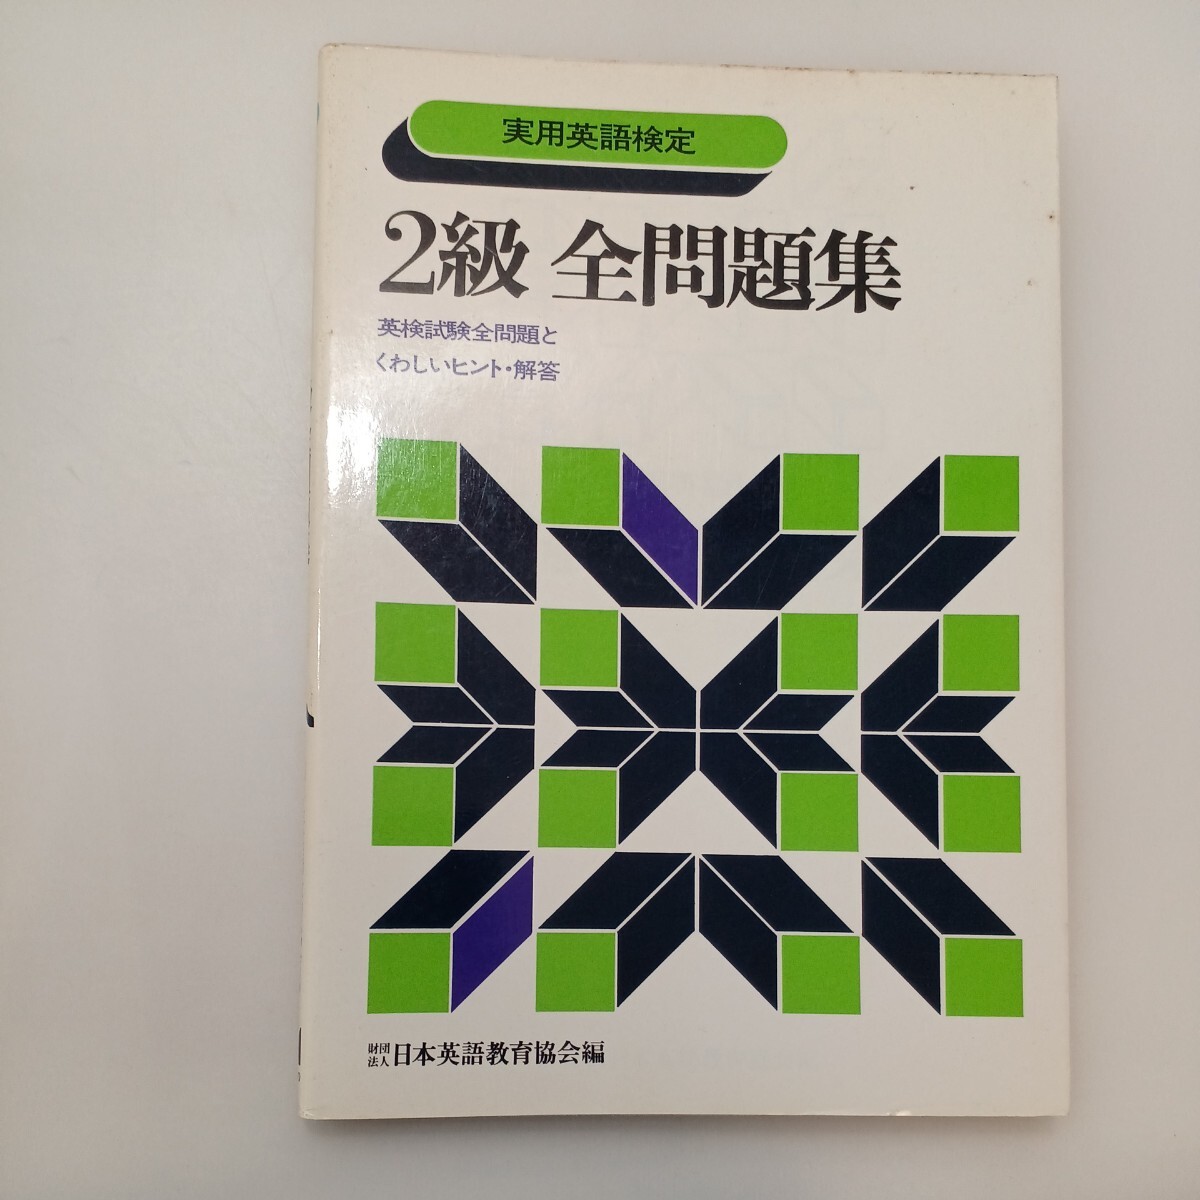 実用英語検定
2級 全問題集
英検試験全問題と
くわしいヒント・解答
財団法人 日本英語教育協会編